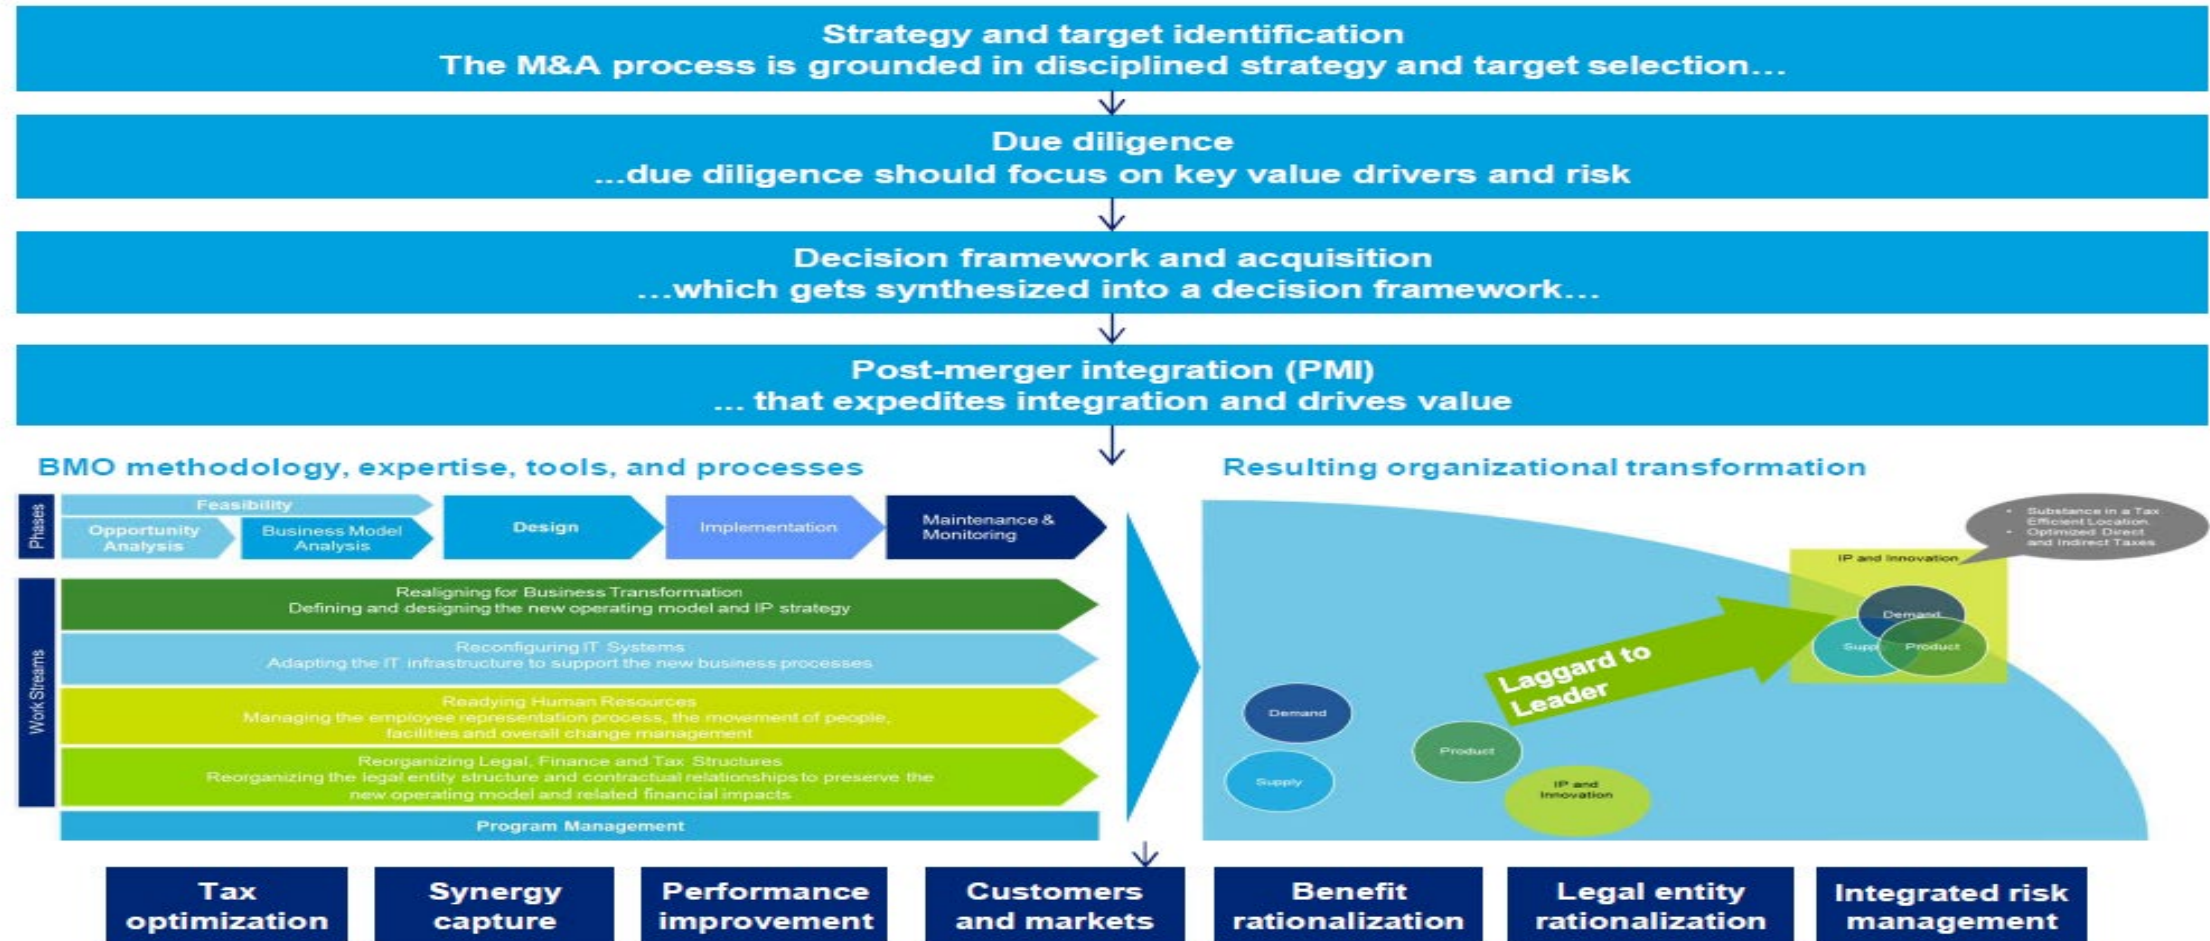 Strategy and target identification
The M&A process is grounded in disciplined strategy and target selection...
Due diligence
...due diligence should focus on key value drivers and risk
Decision framework and acquisition
...which gets synthesized into a decision framework...
Post-merger integration (PMI)
... that expedites integration and drives value
BMO methodology, expertise, tools, and processes
Phases
Feasibility
Opportunity
Analysis
Business Model
Analysis
Design
Implementation
Maintenance &
Monitoring
Work Streams
Realigning for Business Transformation
Defining and designing the new operating model and IP strategy
Reconfiguring IT Systems
Adapting the IT infrastructure to support the new business processes
Readying Human Resources
Managing the employee representation process, the movement of people,
facilities and overall change management
Reorganizing Legal, Finance and Tax Structures
Reorganizing the legal entity structure and contractual relationships to preserve the
new operating model and related financial impacts
Program Management
Resulting organizational transformation
• Substance in a Tax
Efficient Location.
• Optimized Direct
and Indirect Taxes
IP and Innovation
Demand
Supp
Product
Laggard to
Leader
Demand
Product
Supply
IP and
Innovation
Tax
optimization
Synergy
capture
Performance
improvement
Customers
and markets
Benefit
rationalization
Legal entity
rationalization
Integrated risk
management